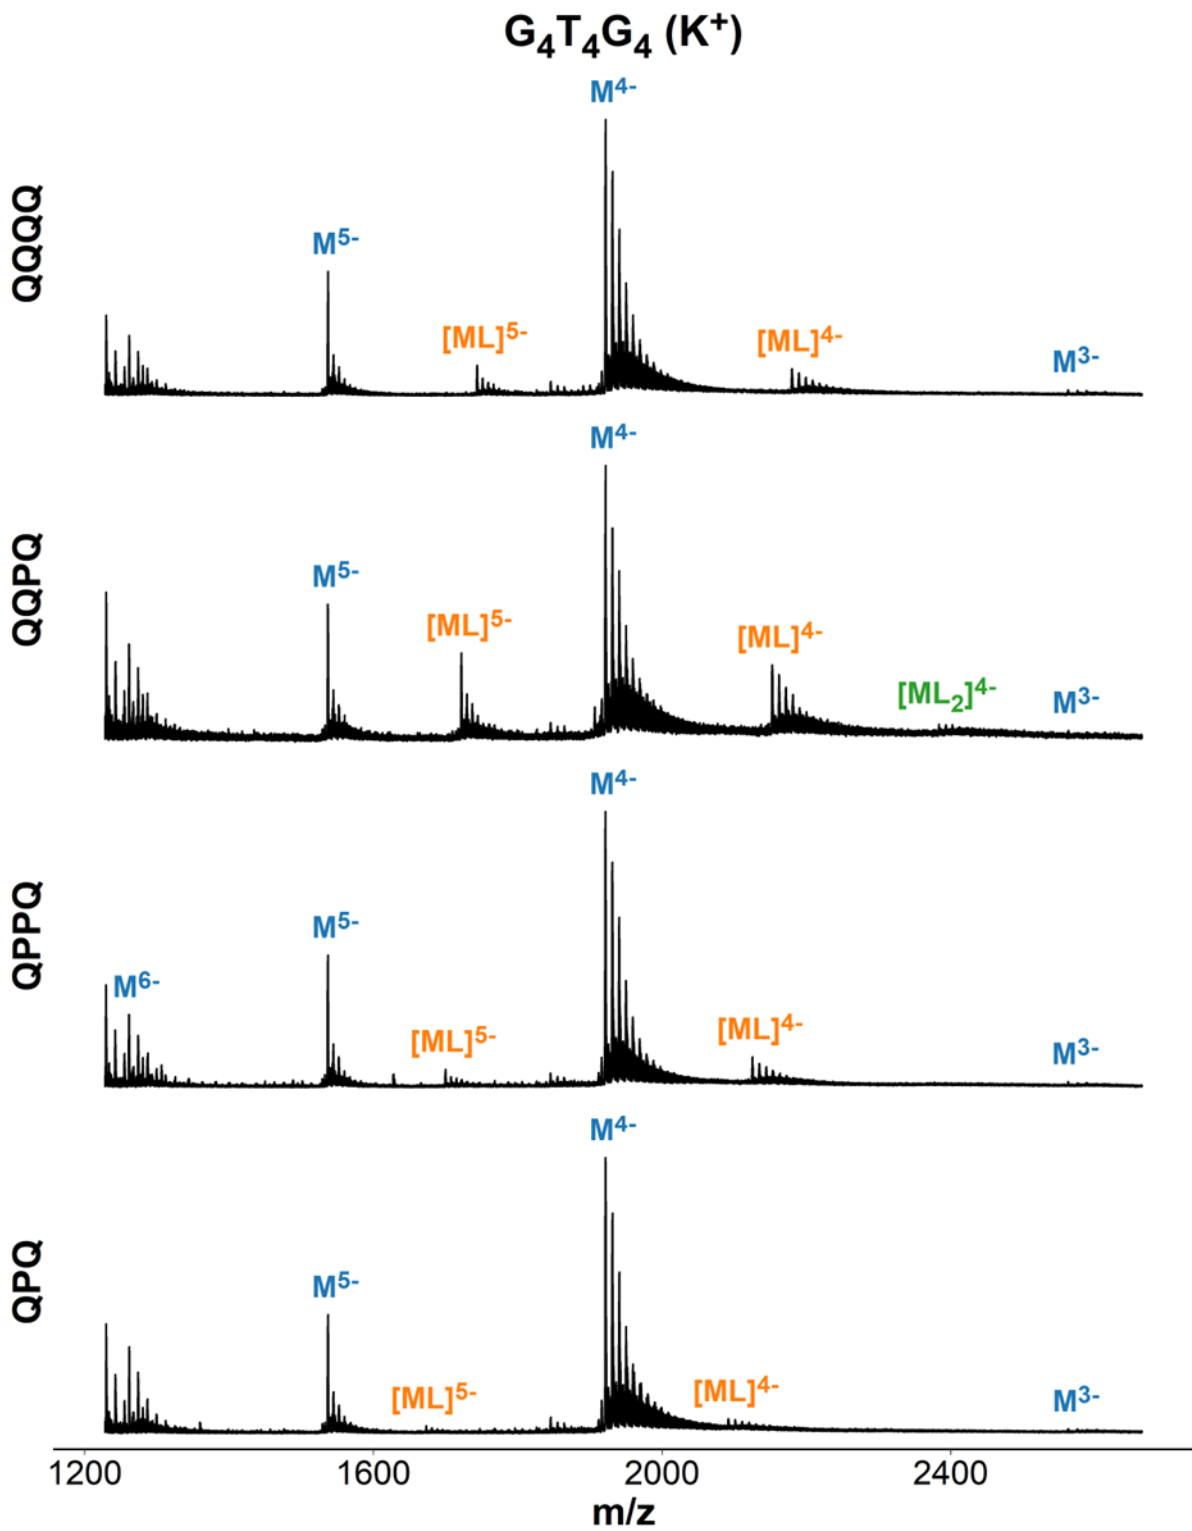 G₄T₄G₄ (K⁺)
QQQQ
M⁴⁻
M⁵⁻
[ML]⁵⁻
[ML]⁴⁻
M³⁻
QQPQ
M⁴⁻
M⁵⁻
[ML]⁵⁻
[ML]⁴⁻
[ML₂]⁴⁻
M³⁻
QPPQ
M⁴⁻
M⁵⁻
M⁶⁻
[ML]⁵⁻
[ML]⁴⁻
M³⁻
QPQ
M⁴⁻
M⁵⁻
[ML]⁵⁻
[ML]⁴⁻
M³⁻
1200 1600 2000 2400
m/z